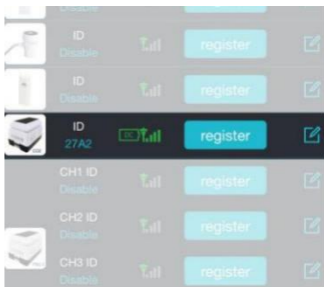 Disable
register
ID
Disable
register
ID
Disable
register
ID
27A2
register
CH1 ID
Disable
register
CH2 ID
Disable
register
CH3 ID
Disable
register